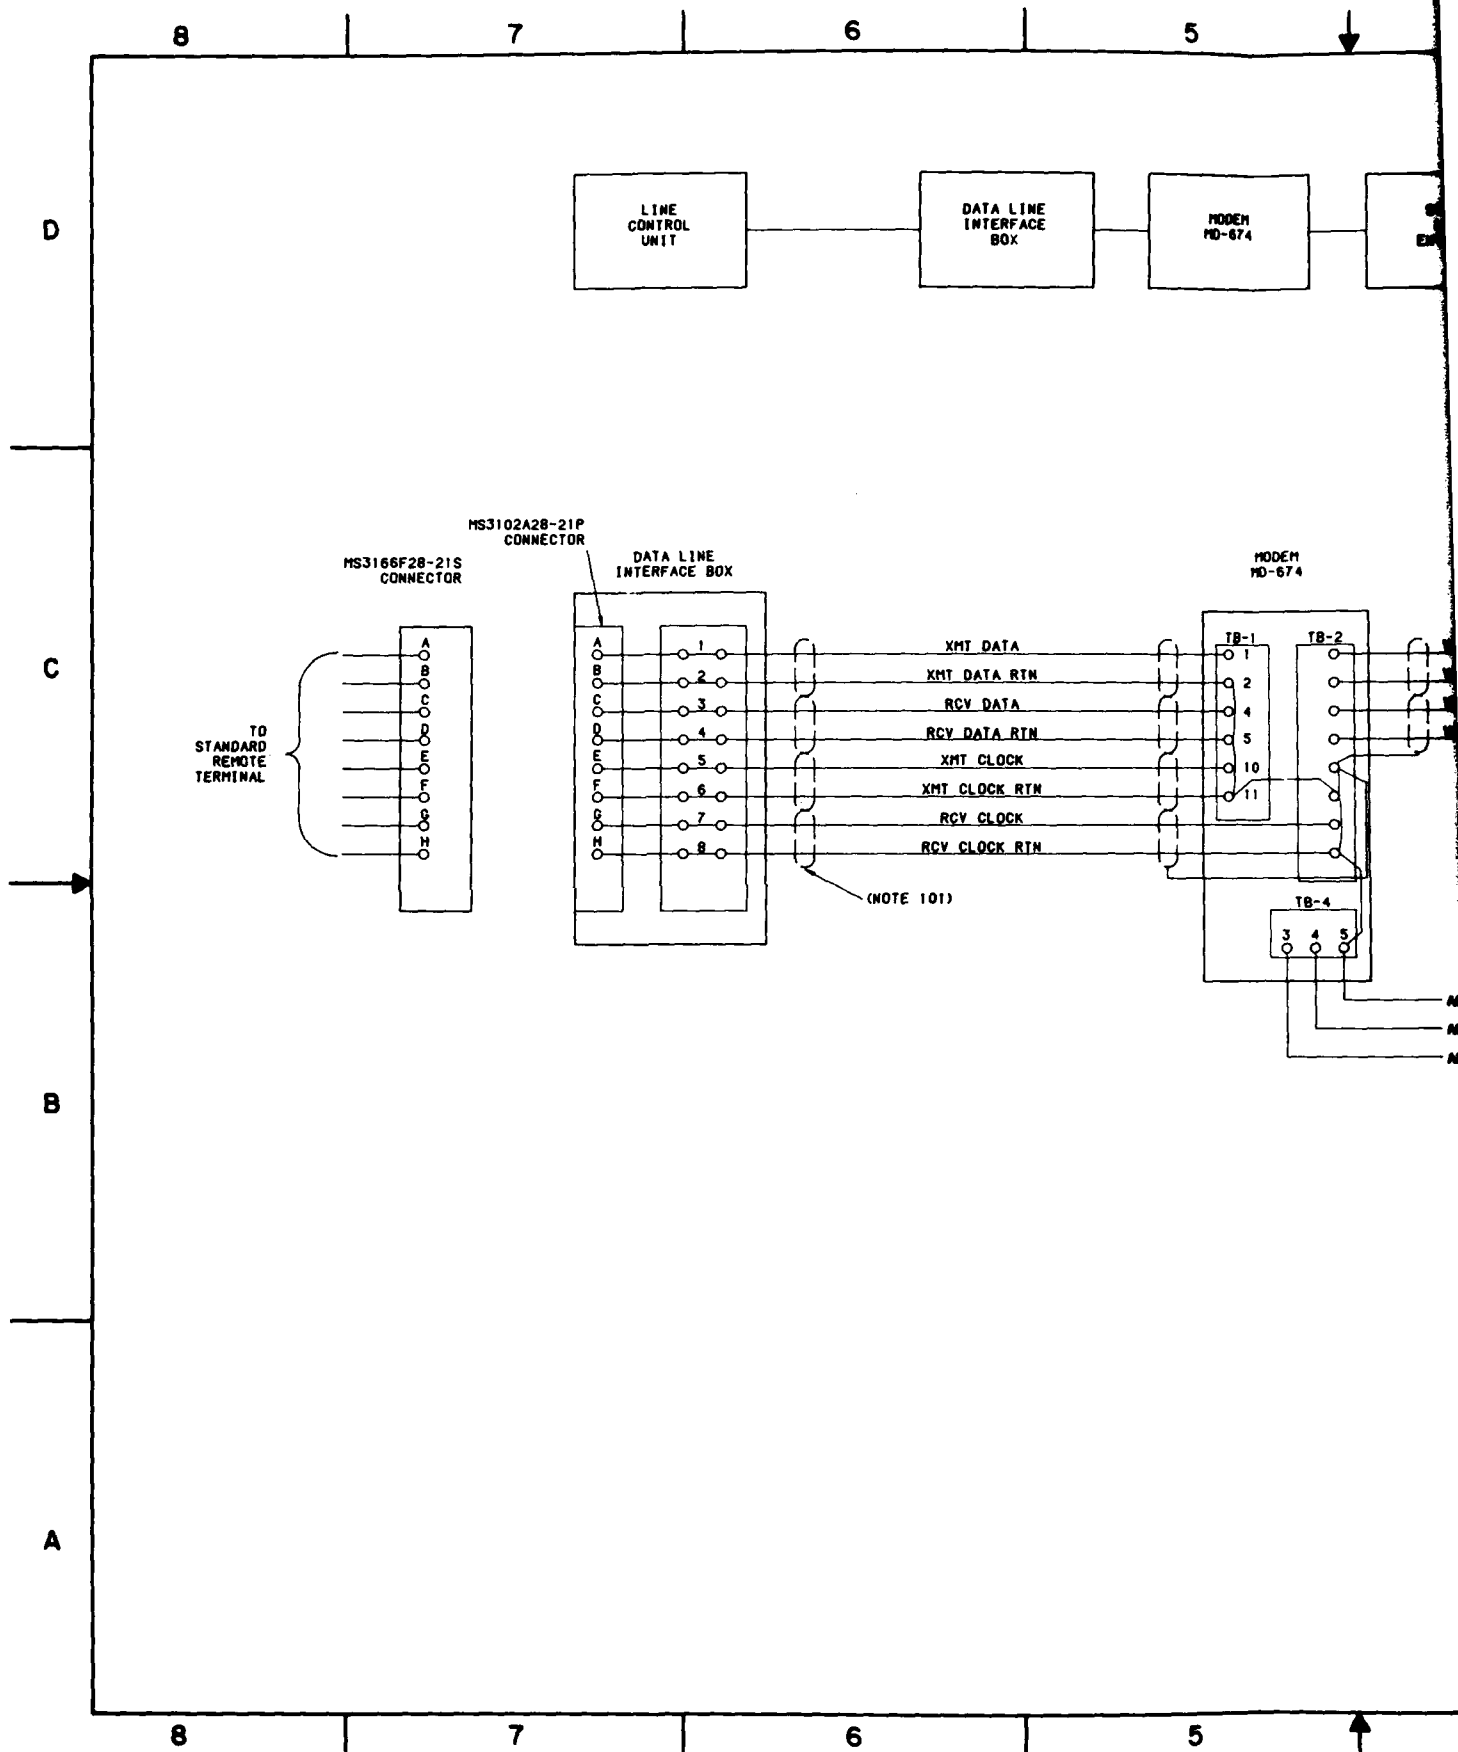 8 7 6 5
D
LINE
CONTROL
UNIT
DATA LINE
INTERFACE
BOX
MODEM
MD-674
C
MS3166F28-21S
CONNECTOR
MS3102A28-21P
CONNECTOR
DATA LINE
INTERFACE BOX
MODEM
MD-674
TO
STANDARD
REMOTE
TERMINAL
A
B
C
D
E
F
G
H
A
B
C
D
E
F
G
H
1
2
3
4
5
6
7
8
XMT DATA
XMT DATA RTN
RCV DATA
RCV DATA RTN
XMT CLOCK
XMT CLOCK RTN
RCV CLOCK
RCV CLOCK RTN
(NOTE 101)
TB-1
1
2
4
5
10
11
TB-2
TB-4
3 4 5
B
A
8 7 6 5